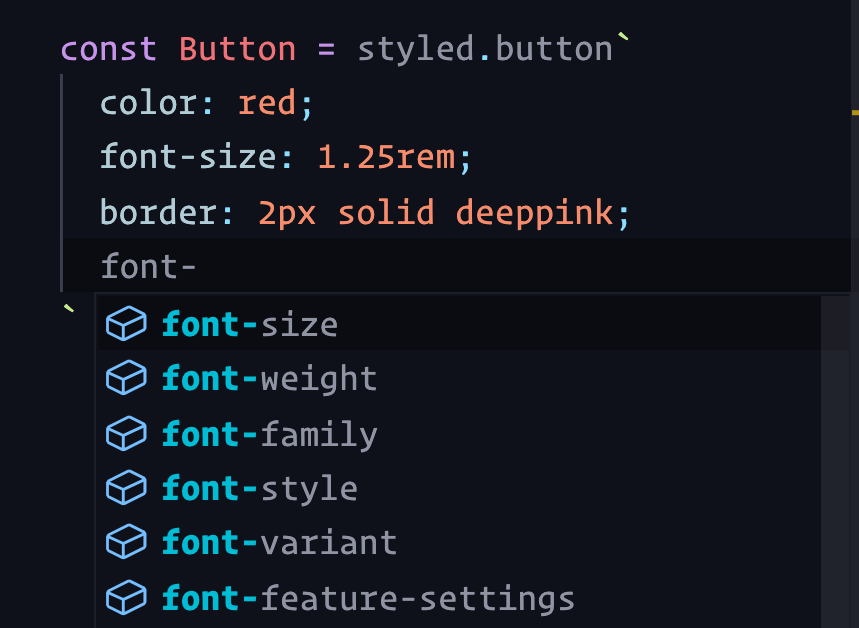 const Button = styled.button`
color: red;
font-size: 1.25rem;
border: 2px solid deeppink;
font-
`
font-size
font-weight
font-family
font-style
font-variant
font-feature-settings